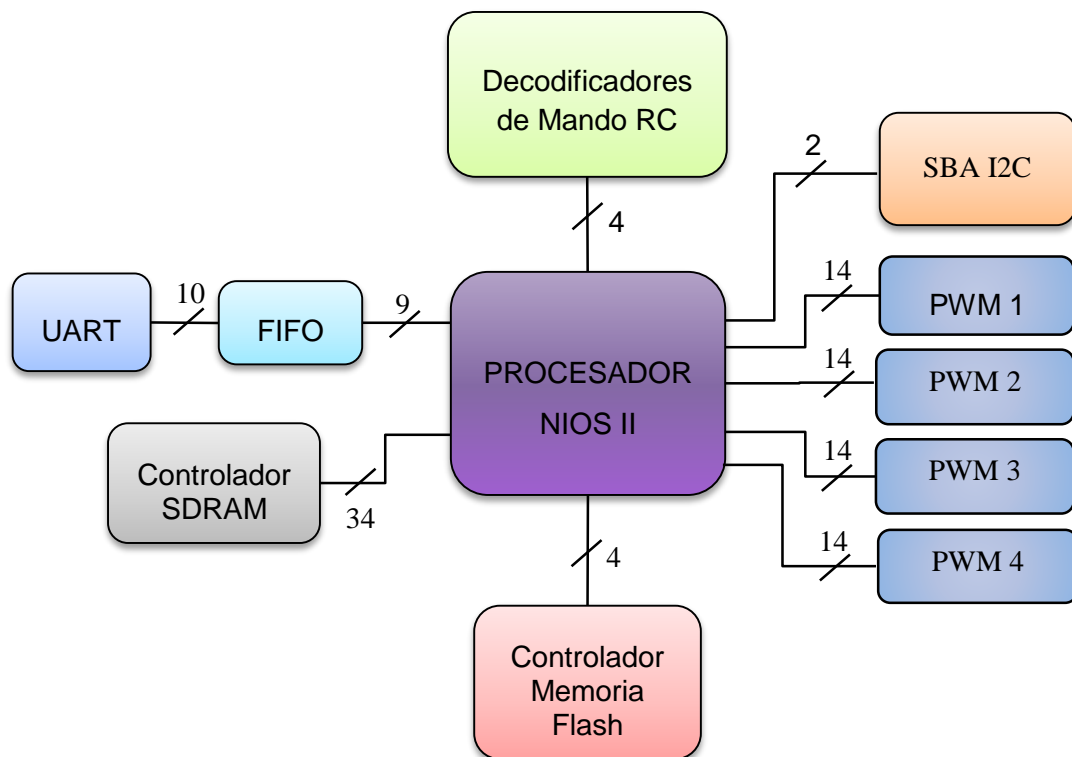 Decodificadores
de Mando RC
2
SBA I2C
4
14
PWM 1
UART
10
FIFO
9
PROCESADOR
NIOS II
14
PWM 2
14
PWM 3
Controlador
SDRAM
34
14
PWM 4
4
Controlador
Memoria
Flash